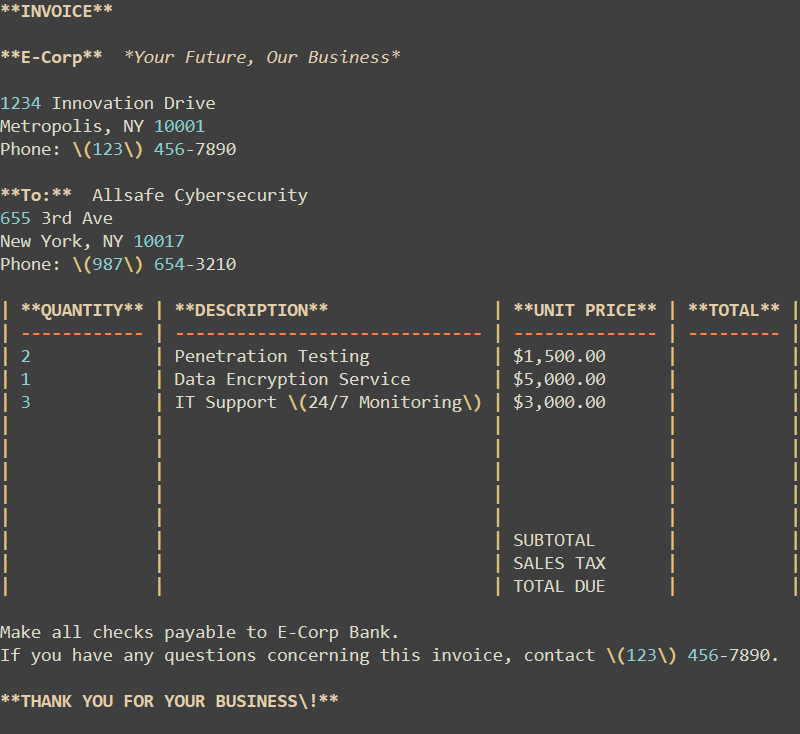 **INVOICE**
**E-Corp**  *Your Future, Our Business*
1234 Innovation Drive
Metropolis, NY 10001
Phone: \(123\) 456-7890
**To:**  Allsafe Cybersecurity
655 3rd Ave
New York, NY 10017
Phone: \(987\) 654-3210
| **QUANTITY** | **DESCRIPTION**                | **UNIT PRICE** | **TOTAL** |
| ------------ | ------------------------------ | -------------- | --------- |
| 2            | Penetration Testing            | $1,500.00      |           |
| 1            | Data Encryption Service        | $5,000.00      |           |
| 3            | IT Support \(24/7 Monitoring\) | $3,000.00      |           |
|              |                                |                |           |
|              |                                |                |           |
|              |                                |                |           |
|              |                                |                |           |
|              |                                |                |           |
|              |                                | SUBTOTAL       |           |
|              |                                | SALES TAX      |           |
|              |                                | TOTAL DUE      |           |
Make all checks payable to E-Corp Bank.
If you have any questions concerning this invoice, contact \(123\) 456-7890.
**THANK YOU FOR YOUR BUSINESS\!**